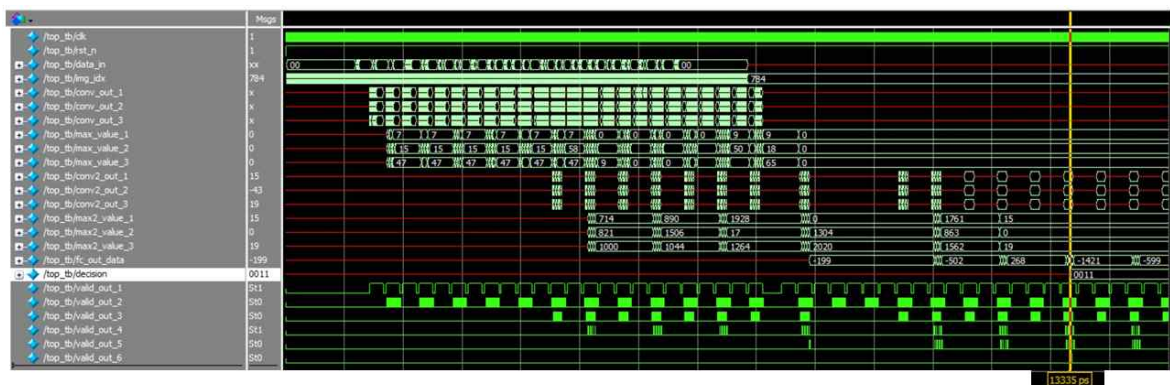 Msgs
/top_tb/clk 1
/top_tb/rst_n 1
/top_tb/data_in xx 00 00
/top_tb/img_idx 784 784
/top_tb/conv_out_1 x
/top_tb/conv_out_2 x
/top_tb/conv_out_3 x
/top_tb/max_value_1 0 7 7 7 7 7 7 0 0 0 0 9 9 0
/top_tb/max_value_2 0 15 15 15 15 15 58 50 18 0
/top_tb/max_value_3 0 47 47 47 47 47 47 9 0 0 65 0
/top_tb/conv2_out_1 15
/top_tb/conv2_out_2 -43
/top_tb/conv2_out_3 19
/top_tb/max2_value_1 15 714 890 1928 0 1761 15
/top_tb/max2_value_2 0 821 1506 17 1304 863 0
/top_tb/max2_value_3 19 1000 1044 1264 2020 1562 19
/top_tb/fc_out_data -199 -199 -502 268 -1421 -599
/top_tb/decision 0011 0011
/top_tb/valid_out_1 St1
/top_tb/valid_out_2 St0
/top_tb/valid_out_3 St0
/top_tb/valid_out_4 St1
/top_tb/valid_out_5 St0
/top_tb/valid_out_6 St0
13335 ps